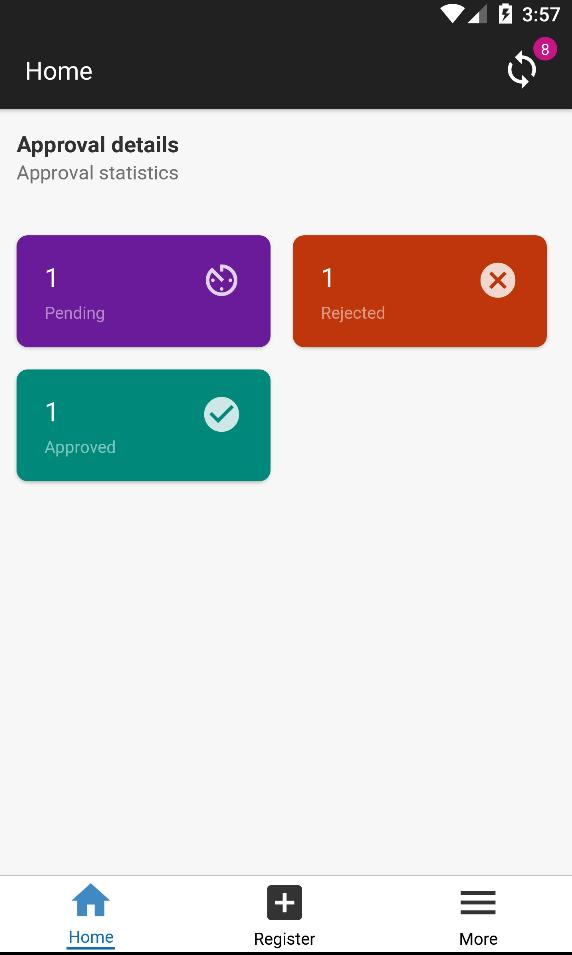 3:57
Home
8
Approval details
Approval statistics
1
Pending
1
Rejected
1
Approved
Home
Register
More